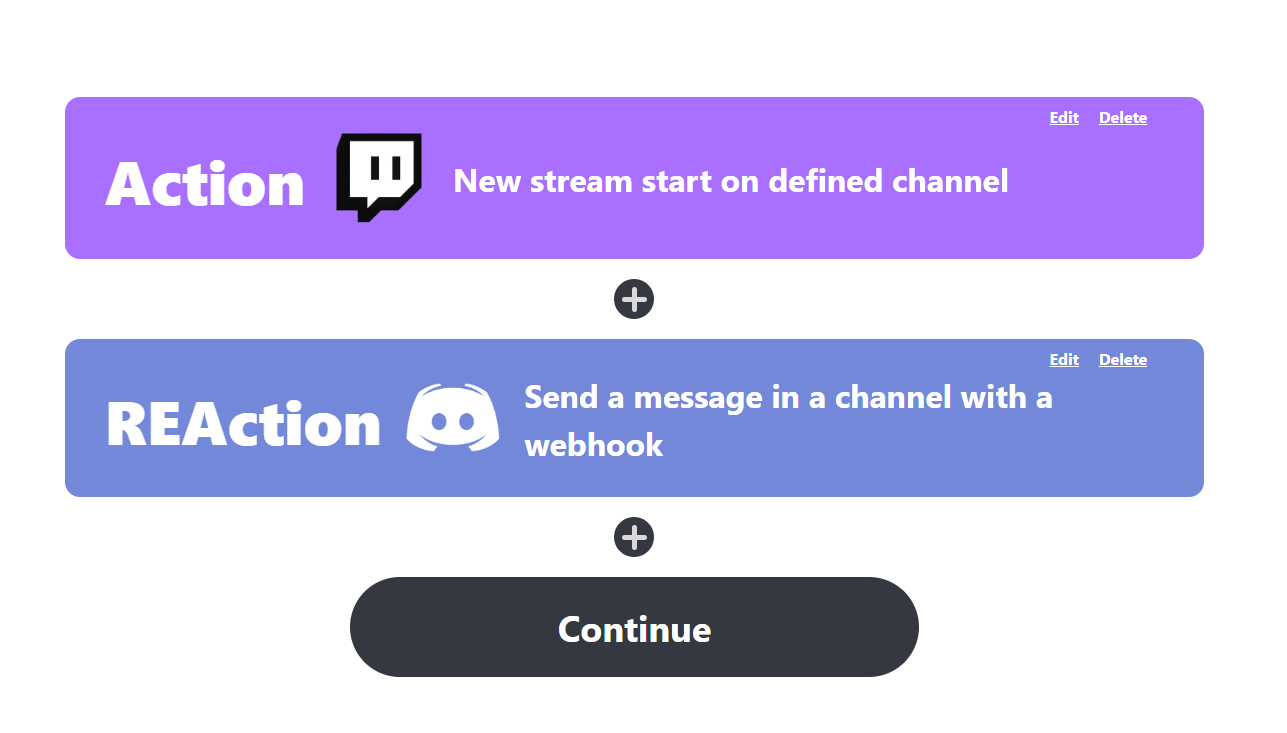 Edit Delete
Action New stream start on defined channel
Edit Delete
REAction Send a message in a channel with a
webhook
Continue